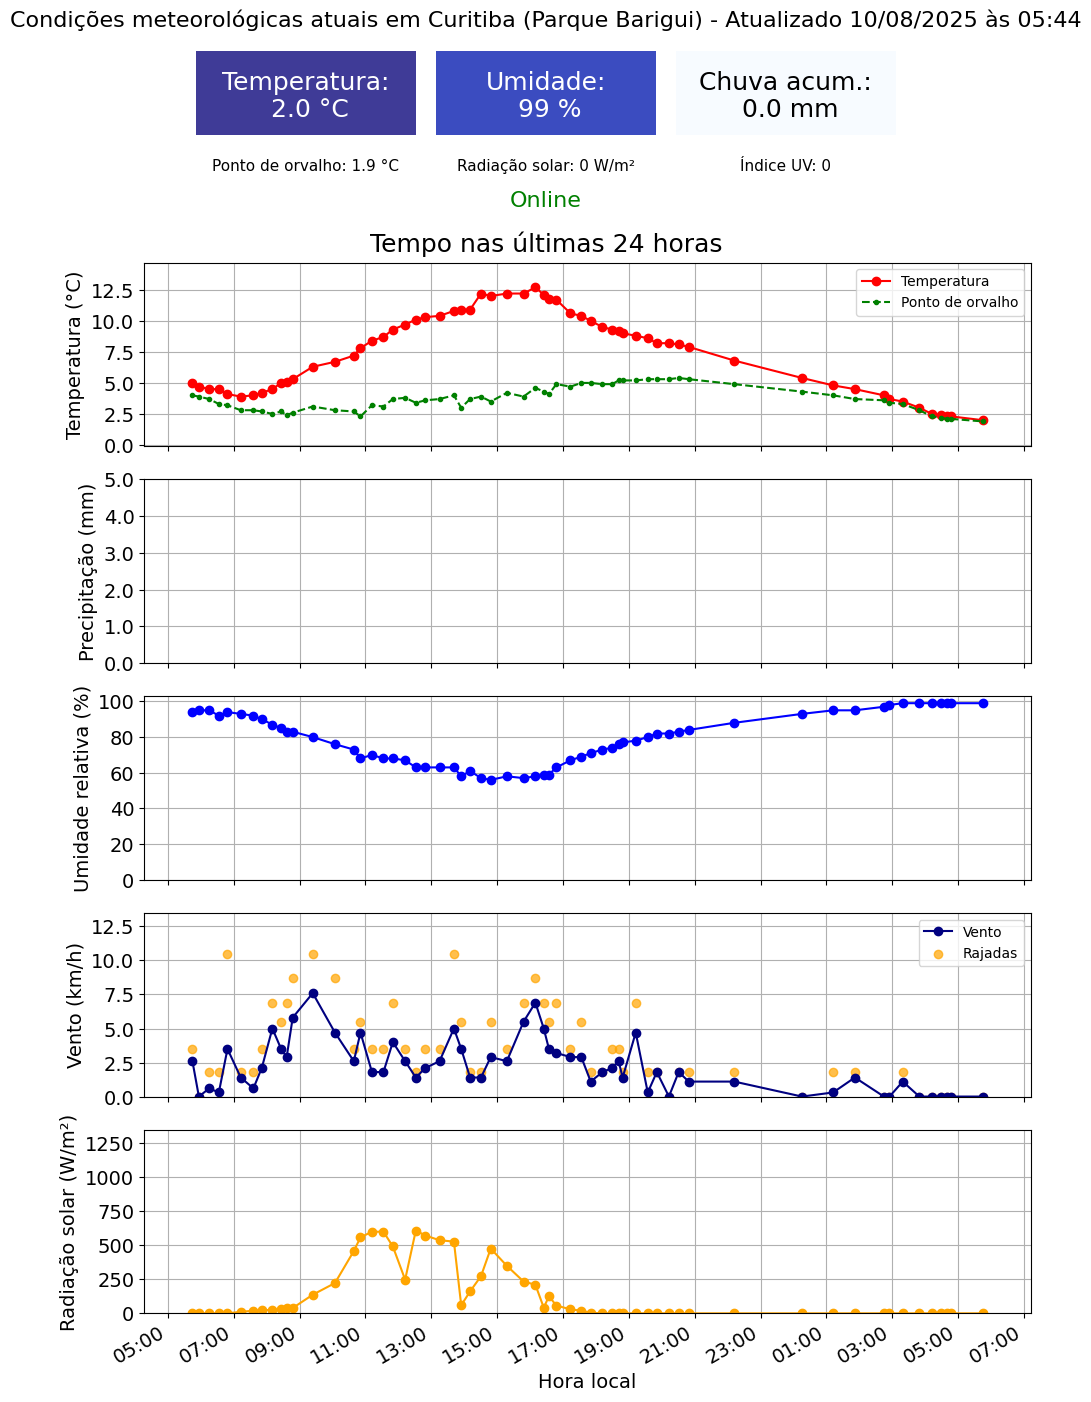 Condições meteorológicas atuais em Curitiba (Parque Barigui) - Atualizado 10/08/2025 às 05:44
Temperatura:
2.0 °C
Umidade:
99 %
Chuva acum.:
0.0 mm
Ponto de orvalho: 1.9 °C
Radiação solar: 0 W/m²
Índice UV: 0
Online
Tempo nas últimas 24 horas
Temperatura (°C)
12.5
10.0
7.5
5.0
2.5
0.0
Temperatura
Ponto de orvalho
Precipitação (mm)
5.0
4.0
3.0
2.0
1.0
0.0
Umidade relativa (%)
100
80
60
40
20
0
Vento (km/h)
12.5
10.0
7.5
5.0
2.5
0.0
Vento
Rajadas
Radiação solar (W/m²)
1250
1000
750
500
250
0
05:00 07:00 09:00 11:00 13:00 15:00 17:00 19:00 21:00 23:00 01:00 03:00 05:00 07:00
Hora local